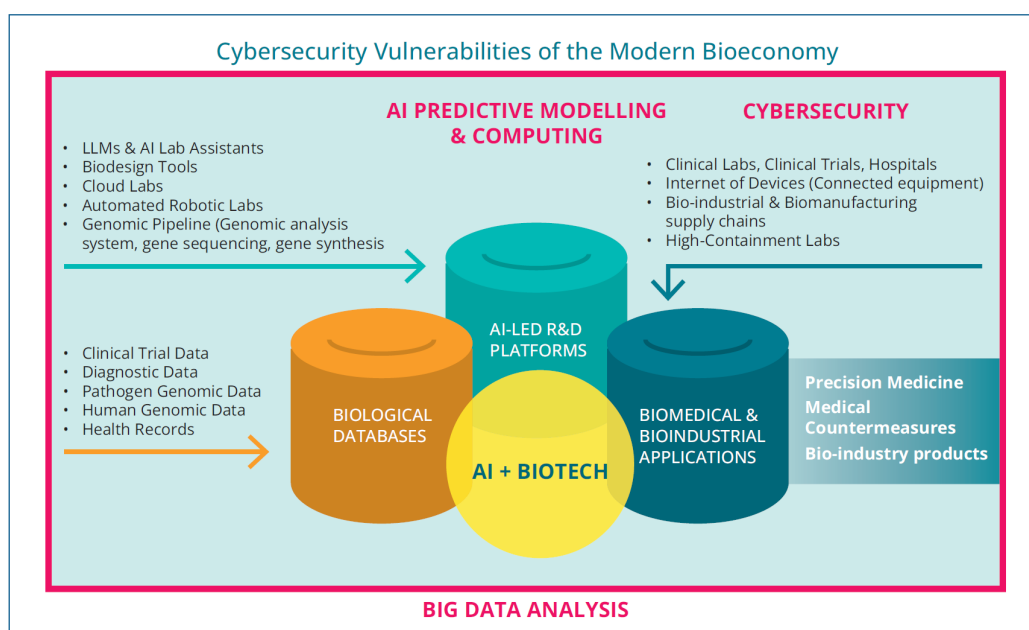 Cybersecurity Vulnerabilities of the Modern Bioeconomy
AI PREDICTIVE MODELLING
& COMPUTING
CYBERSECURITY
• LLMs & AI Lab Assistants
• Biodesign Tools
• Cloud Labs
• Automated Robotic Labs
• Genomic Pipeline (Genomic analysis
system, gene sequencing, gene synthesis
• Clinical Labs, Clinical Trials, Hospitals
• Internet of Devices (Connected equipment)
• Bio-industrial & Biomanufacturing
supply chains
• High-Containment Labs
• Clinical Trial Data
• Diagnostic Data
• Pathogen Genomic Data
• Human Genomic Data
• Health Records
BIOLOGICAL
DATABASES
AI-LED R&D
PLATFORMS
BIOMEDICAL &
BIOINDUSTRIAL
APPLICATIONS
AI + BIOTECH
Precision Medicine
Medical
Countermeasures
Bio-industry products
BIG DATA ANALYSIS